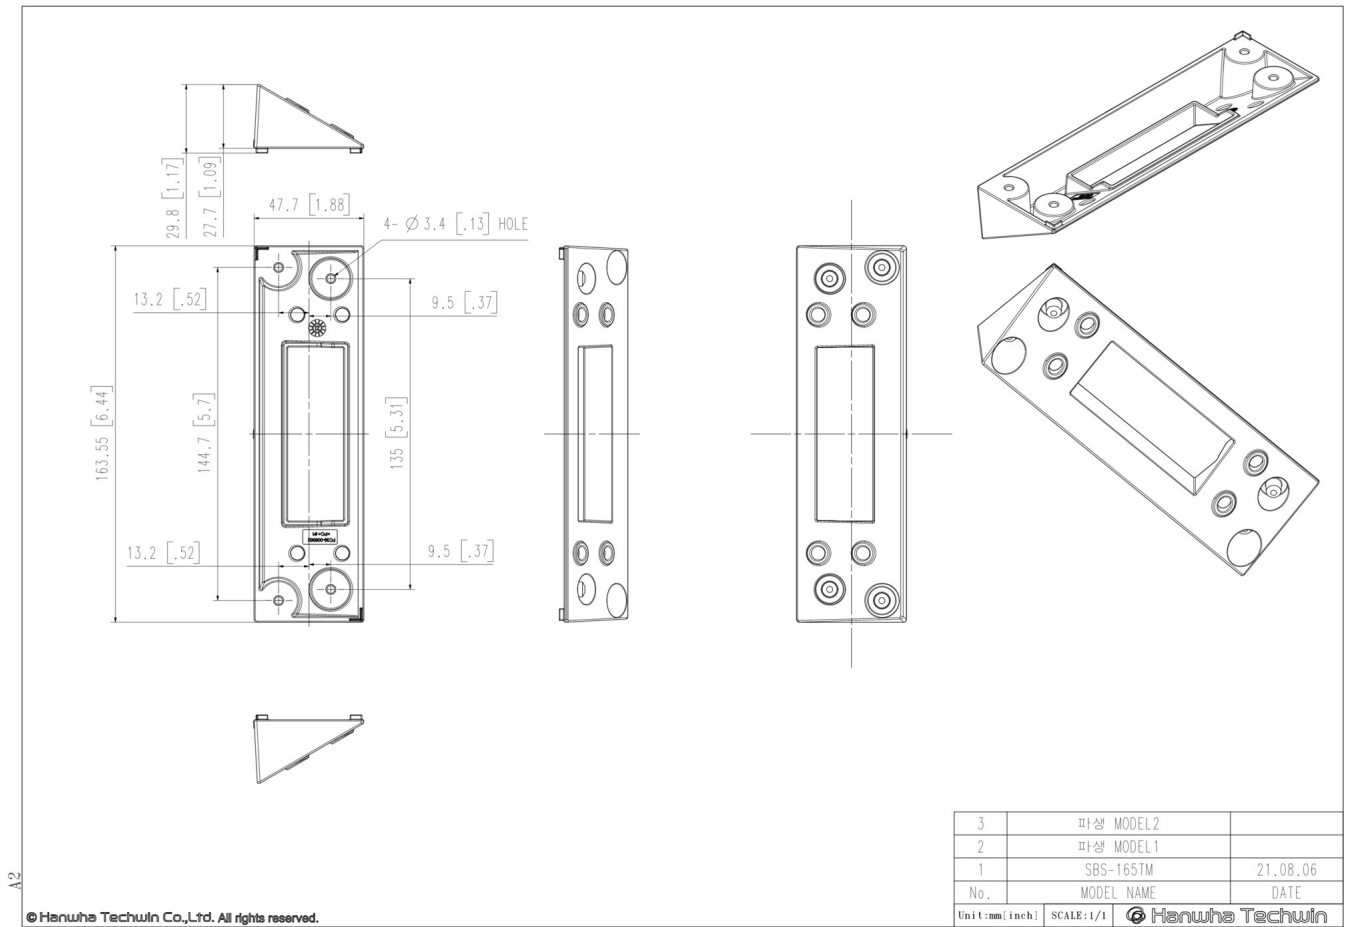 29.8 [1.17]
27.7 [1.09]
47.7 [1.88]
4- Ø 3.4 [.13] HOLE
13.2 [.52]
9.5 [.37]
163.55 [6.44]
144.7 [5.7]
135 [5.31]
13.2 [.52]
9.5 [.37]
3 파생 MODEL2
2 파생 MODEL1
1 SBS-165TM 21.08.06
No. MODEL NAME DATE
Unit:mm[inch] SCALE:1/1 Hanwha Techwin
A2
© Hanwha Techwin Co.,Ltd. All rights reserved.